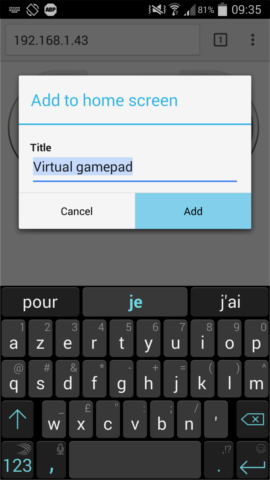 ABP 81% 09:35
192.168.1.43 1
Add to home screen
Title
Virtual gamepad
Cancel Add
pour je j'ai
1 2 3 4 5 6 7 8 9 0
a z e r t y u i o p
@ # & * - + = ( )
q s d f g h j k l m
_ £ " : ; /
w x c v b n '
123 , . ,!?